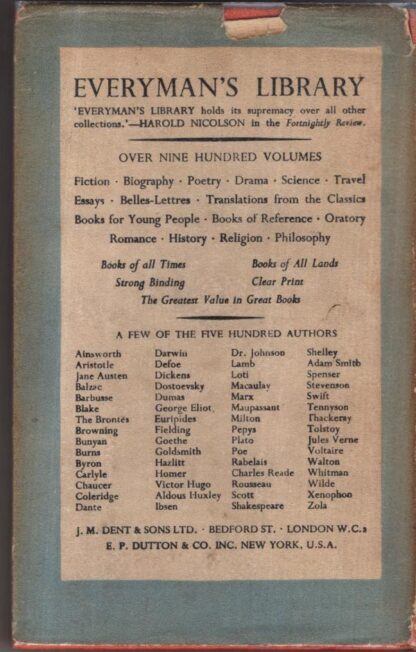 EVERYMAN'S LIBRARY
'EVERYMAN'S LIBRARY holds its supremacy over all other
collections.'—HAROLD NICOLSON in the Fortnightly Review.
OVER NINE HUNDRED VOLUMES
Fiction · Biography · Poetry · Drama · Science · Travel
Essays · Belles-Lettres · Translations from the Classics
Books for Young People · Books of Reference · Oratory
Romance · History · Religion · Philosophy
Books of all Times Books of All Lands
Strong Binding Clear Print
The Greatest Value in Great Books
A FEW OF THE FIVE HUNDRED AUTHORS
Ainsworth Darwin Dr. Johnson Shelley
Aristotle Defoe Lamb Adam Smith
Jane Austen Dickens Loti Spenser
Balzac Dostoevsky Macaulay Stevenson
Barbusse Dumas Marx Swift
Blake George Eliot Maupassant Tennyson
The Brontës Euripides Milton Thackeray
Browning Fielding Pepys Tolstoy
Bunyan Goethe Plato Jules Verne
Burns Goldsmith Poe Voltaire
Byron Hazlitt Rabelais Walton
Carlyle Homer Charles Reade Whitman
Chaucer Victor Hugo Rousseau Wilde
Coleridge Aldous Huxley Scott Xenophon
Dante Ibsen Shakespeare Zola
J. M. DENT & SONS LTD. · BEDFORD ST. · LONDON W.C.2
E. P. DUTTON & CO. INC. NEW YORK, U.S.A.